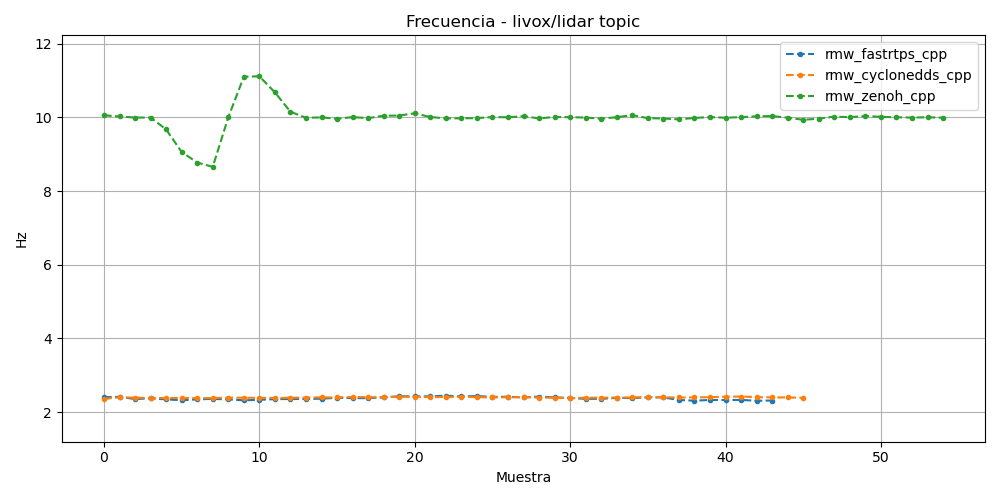 Frecuencia - livox/lidar topic
rmw_fastrtps_cpp
rmw_cyclonedds_cpp
rmw_zenoh_cpp
12
10
8
6
4
2
Hz
0 10 20 30 40 50
Muestra